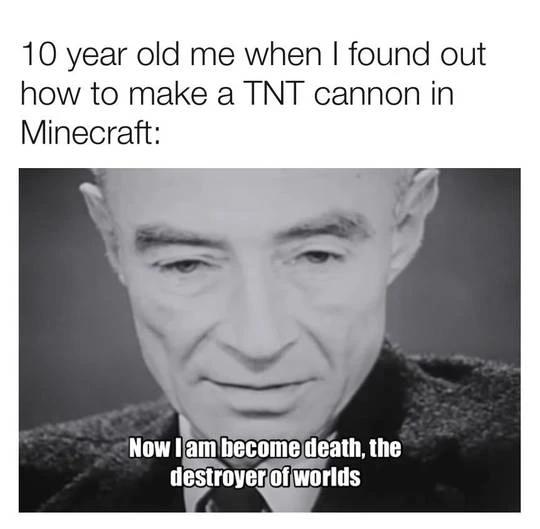 10 year old me when I found out
how to make a TNT cannon in
Minecraft:
Now I am become death, the
destroyer of worlds